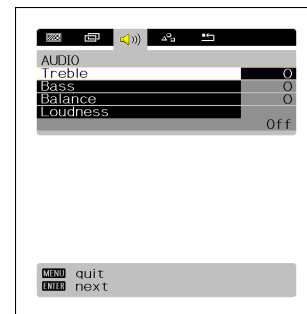 AUDIO
Treble 0
Bass 0
Balance 0
Loudness
Off
MENU quit
ENTER next